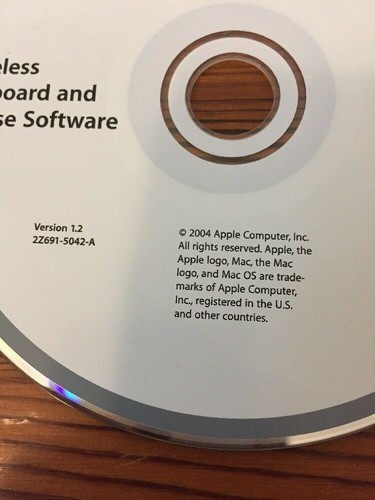 eless
board and
se Software
Version 1.2
2Z691-5042-A
© 2004 Apple Computer, Inc.
All rights reserved. Apple, the
Apple logo, Mac, the Mac
logo, and Mac OS are trade-
marks of Apple Computer,
Inc., registered in the U.S.
and other countries.